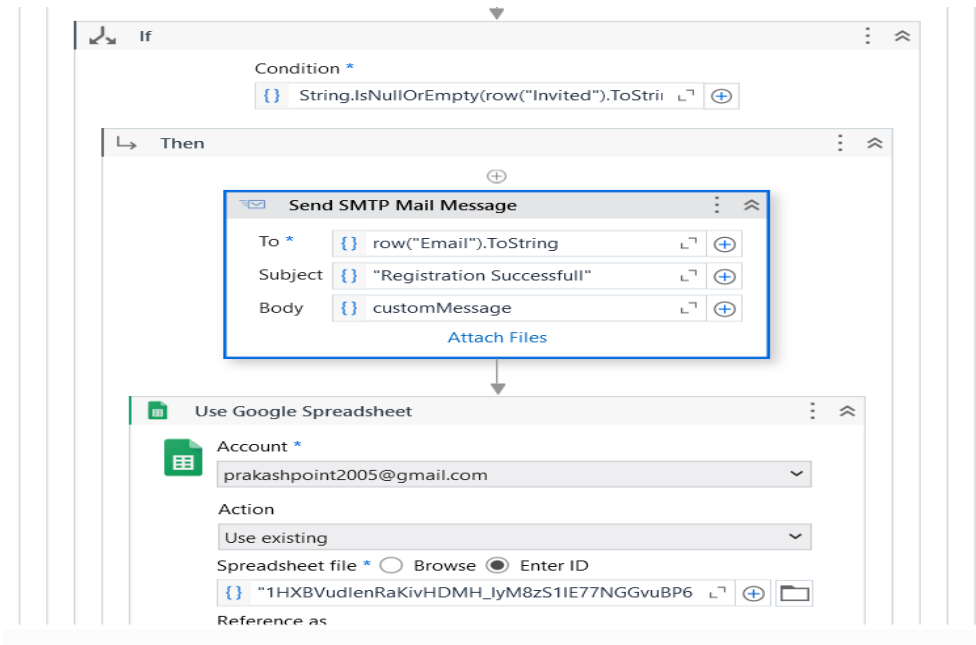 If
Condition *
{} String.IsNullOrEmpty(row("Invited").ToStri
Then
Send SMTP Mail Message
To * {} row("Email").ToString
Subject {} "Registration Successfull"
Body {} customMessage
Attach Files
Use Google Spreadsheet
Account *
prakashpoint2005@gmail.com
Action
Use existing
Spreadsheet file * Browse Enter ID
{} "1HXBVudIenRaKivHDMH_IyM8zS1IE77NGGvuBP6
Reference as